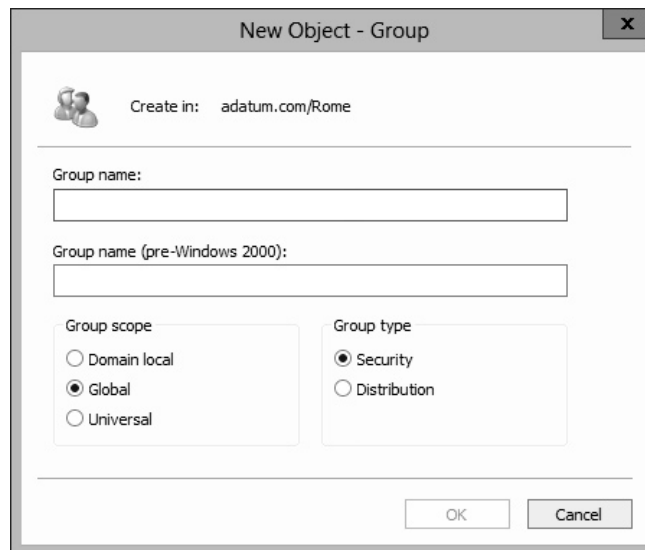 New Object - Group
X
Create in: adatum.com/Rome
Group name:
Group name (pre-Windows 2000):
Group scope
Domain local
Global
Universal
Group type
Security
Distribution
OK
Cancel